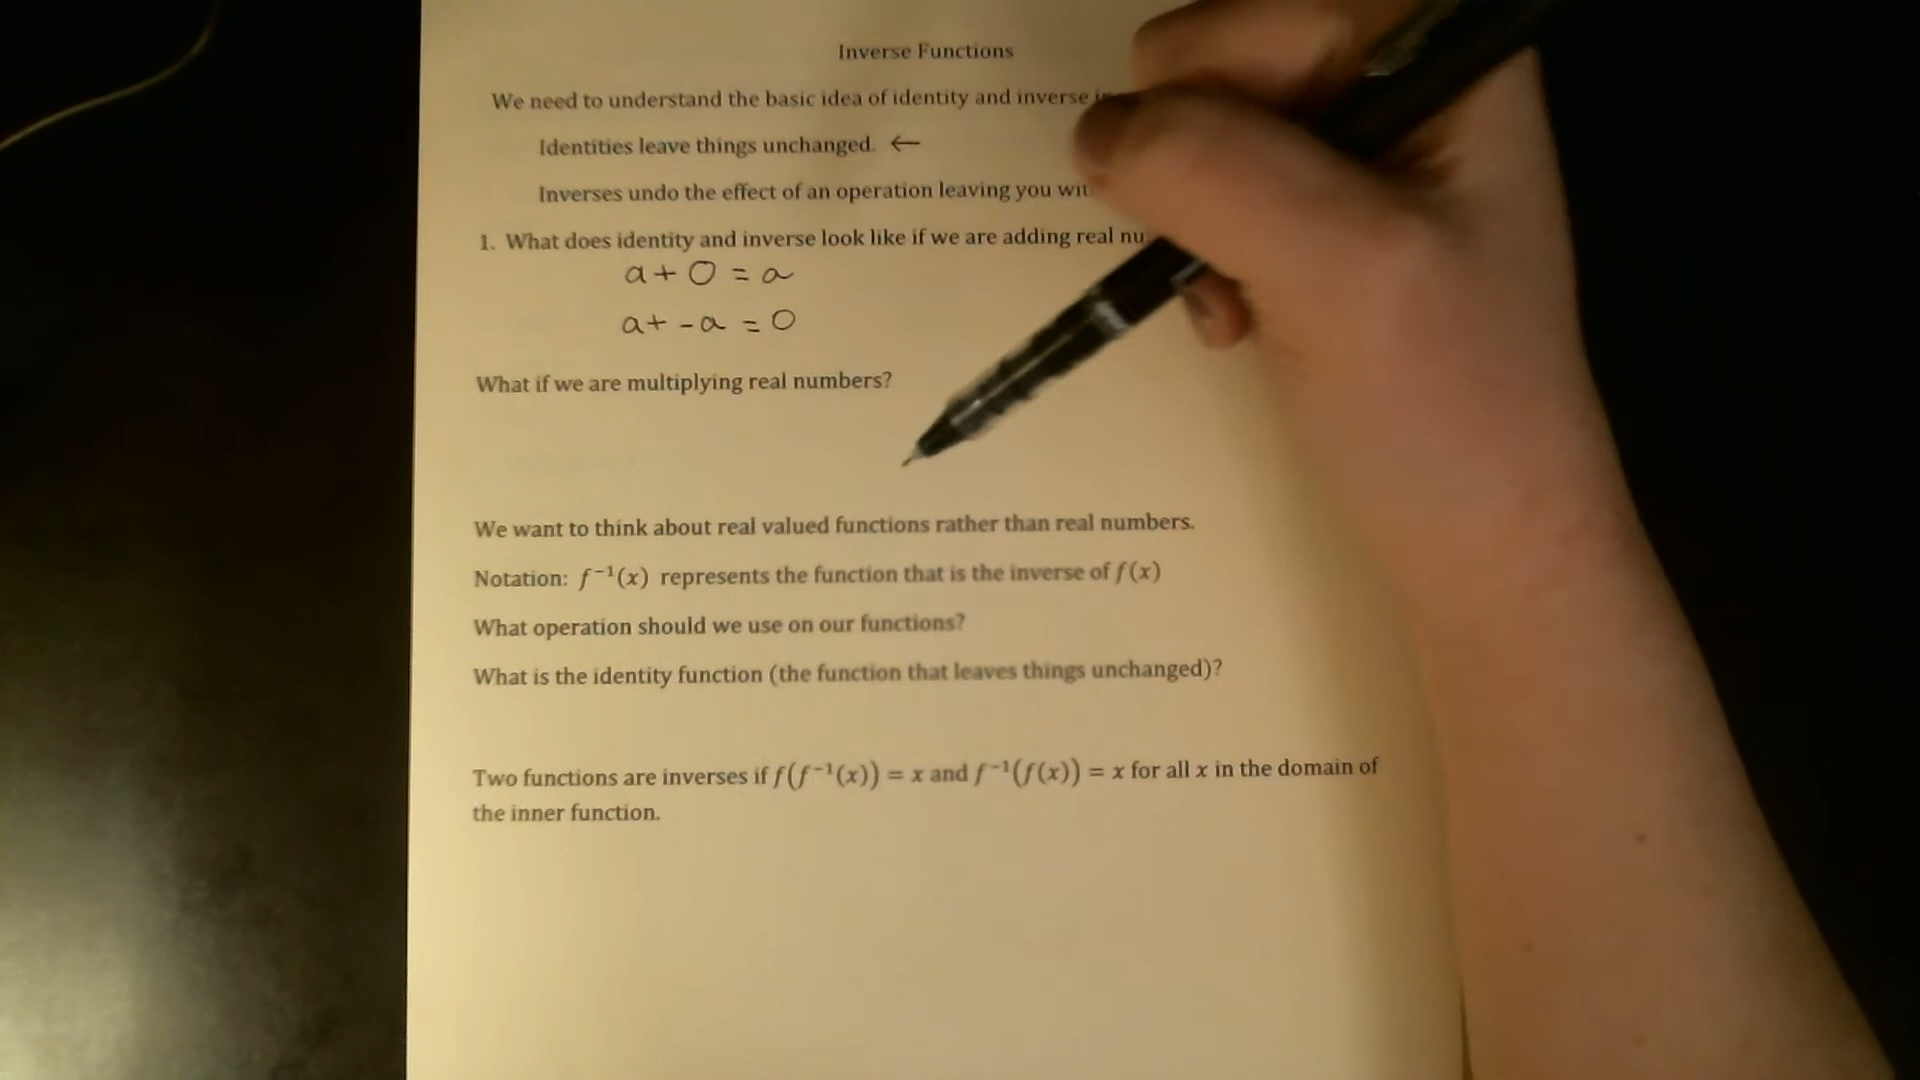 Inverse Functions
We need to understand the basic idea of identity and inverse
Identities leave things unchanged. ←
Inverses undo the effect of an operation leaving you
1. What does identity and inverse look like if we are adding real
a + 0 = a
a + - a = 0
What if we are multiplying real numbers?
We want to think about real valued functions rather than real numbers.
Notation: f⁻¹(x) represents the function that is the inverse of f(x)
What operation should we use on our functions?
What is the identity function (the function that leaves things unchanged)?
Two functions are inverses if f(f⁻¹(x)) = x and f⁻¹(f(x)) = x for all x in the domain of
the inner function.